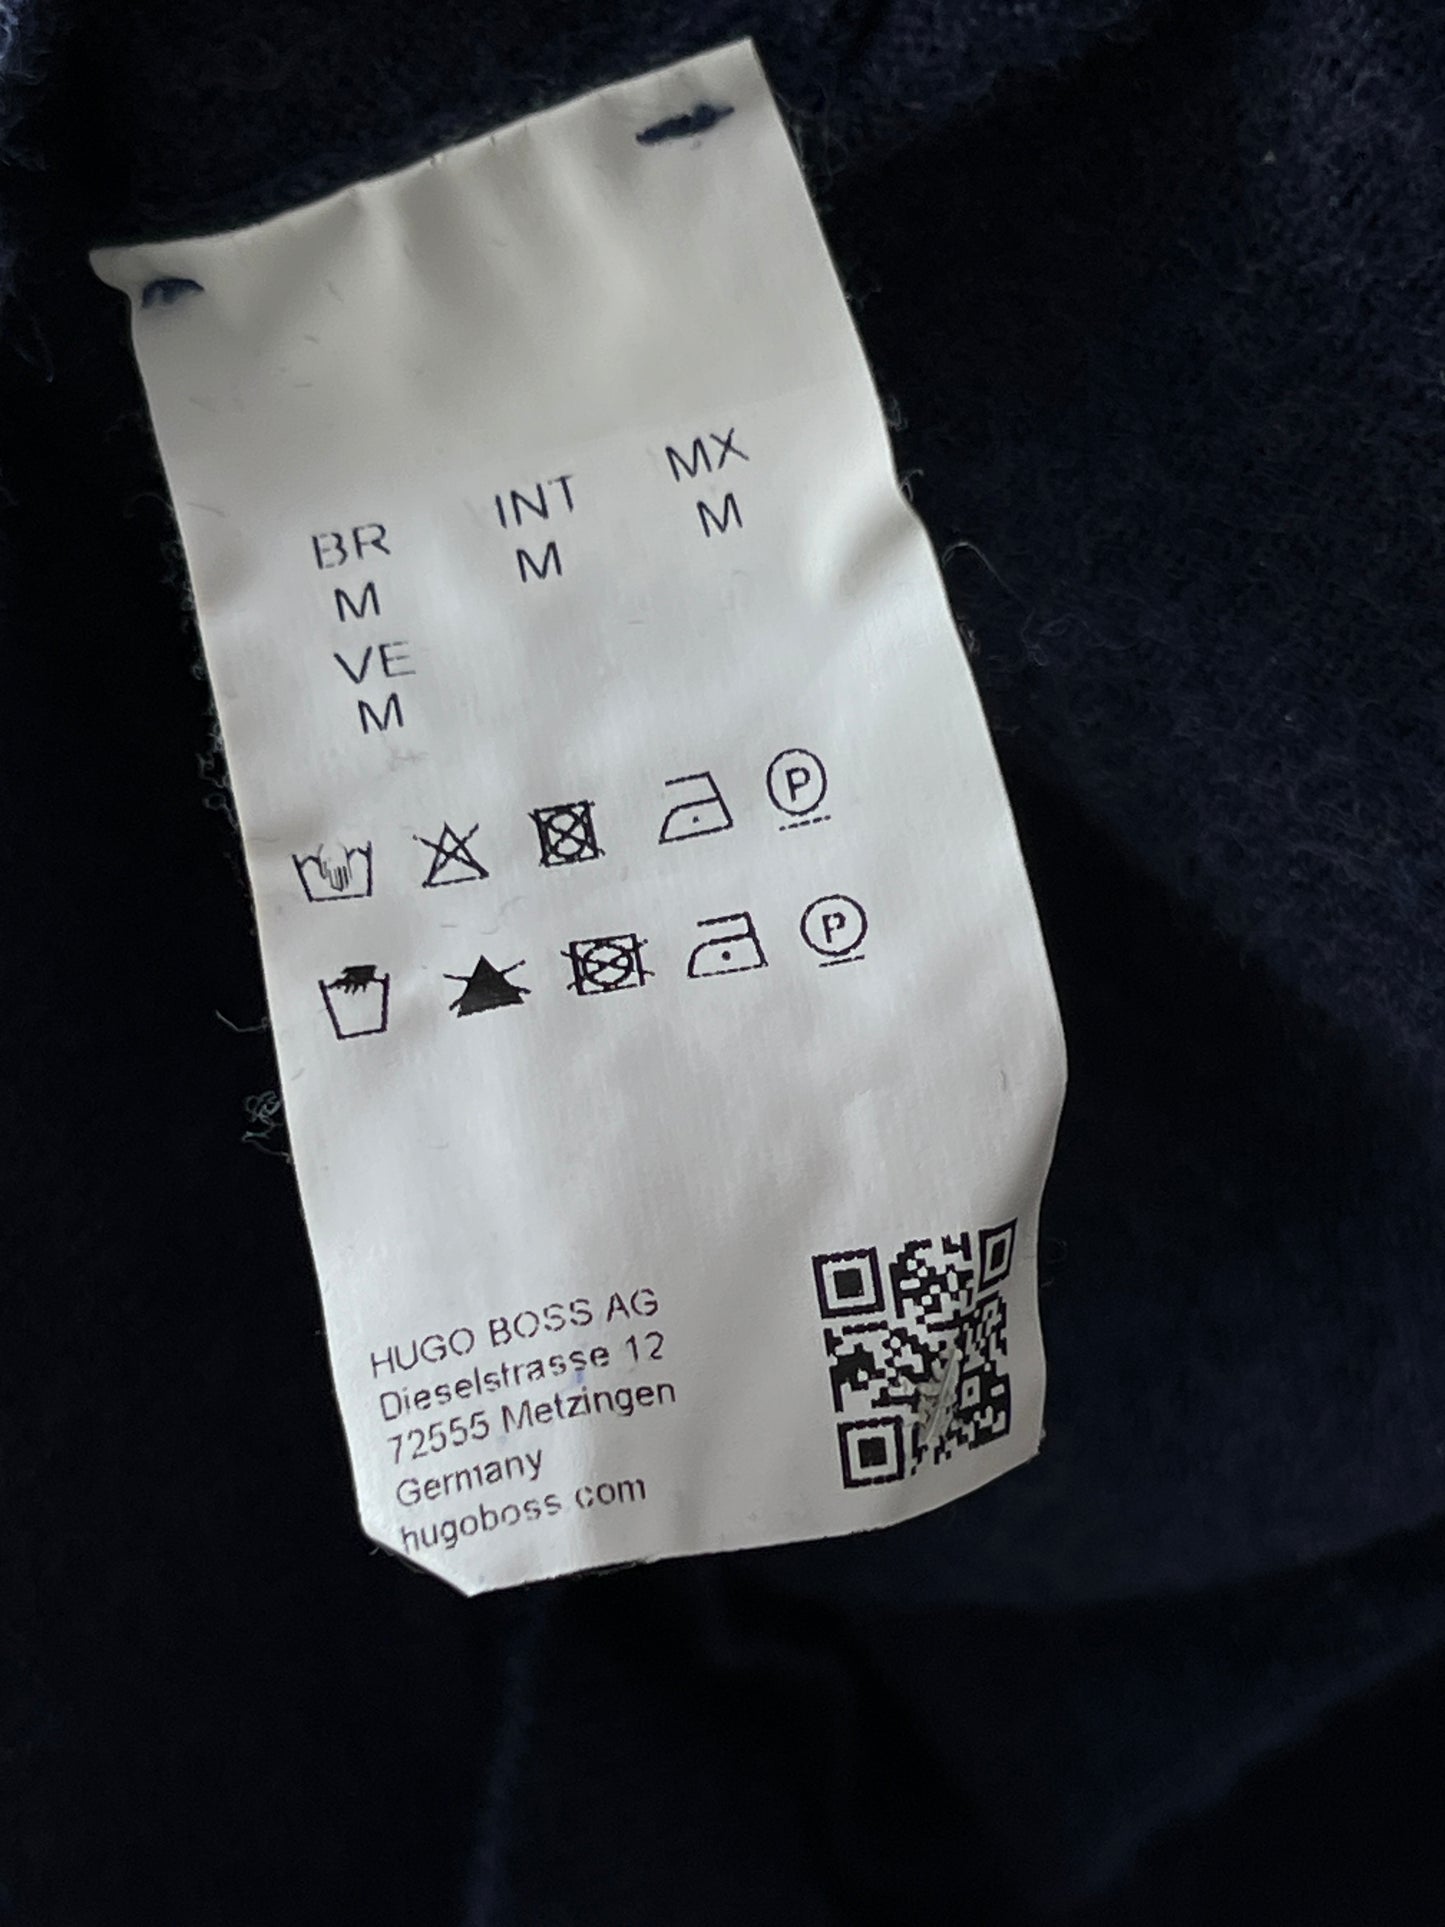 BR INT MX
M M M
VE
M
P
P
HUGO BOSS AG
Dieselstrasse 12
72555 Metzingen
Germany
hugoboss.com